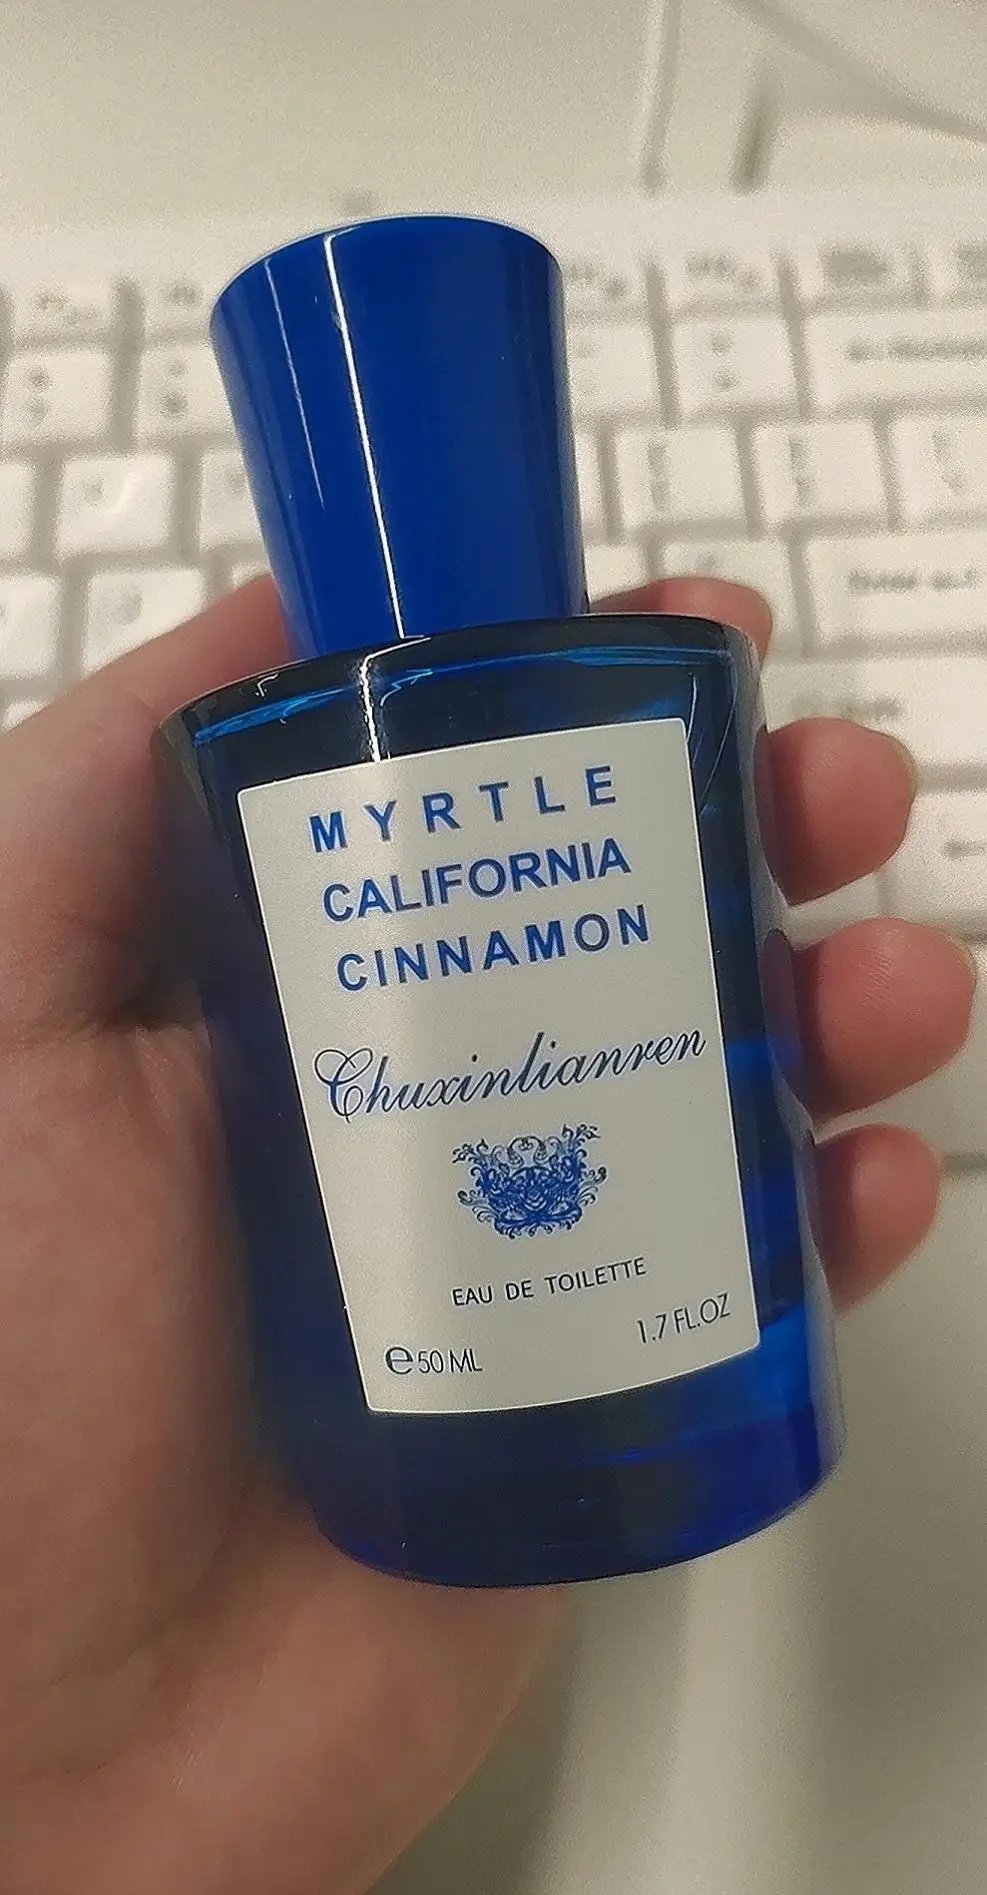 MYRTLE
CALIFORNIA
CINNAMON
Chuxinlianren
EAU DE TOILETTE
℮50 ML
1.7 FL.OZ